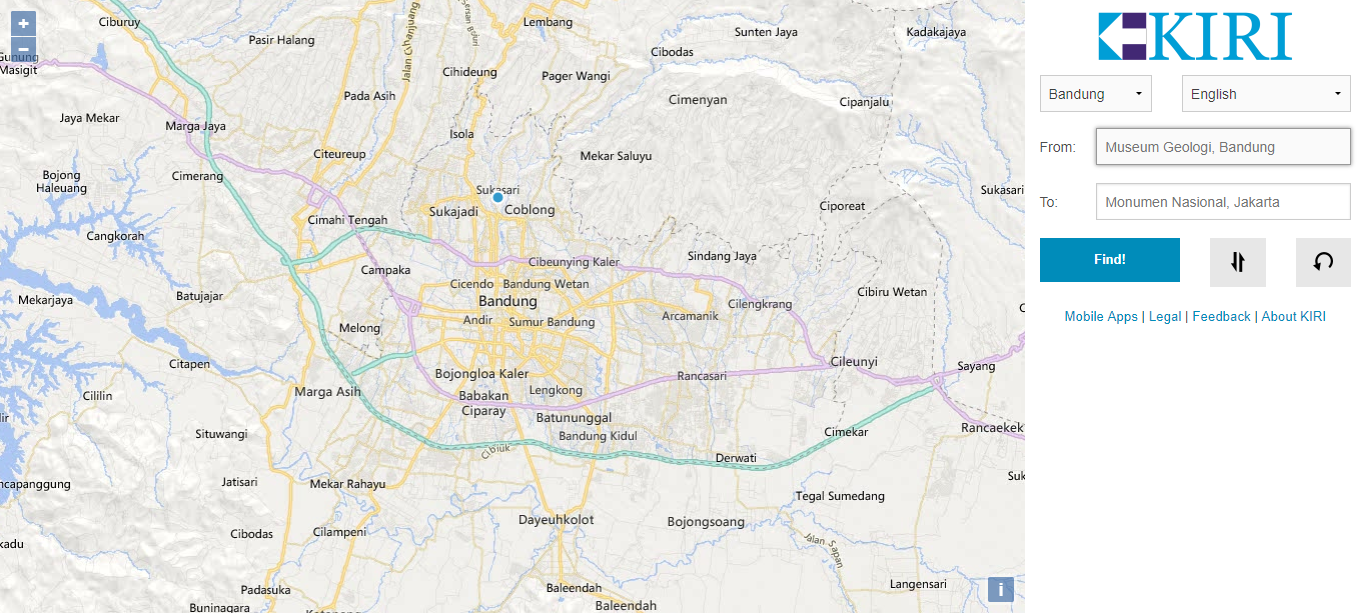 +
−
Ciburuy
Pasir Halang
Jalan Cihanjuang
Lembang
Sunten Jaya
Kadakajaya
Gunung
Masigit
Cibodas
Cihideung
Pager Wangi
Pada Asih
Cimenyan
Cipanjalu
Jaya Mekar
Marga Jaya
Isola
Citeureup
Mekar Saluyu
Bojong
Haleuang
Cimerang
Sukasari
Sukasari
Sukajadi
Coblong
Ciporeat
Cimahi Tengah
Cangkorah
Sindang Jaya
Campaka
Cibeunying Kaler
Cicendo
Bandung Wetan
Cibiru Wetan
Batujajar
Mekarjaya
Bandung
Cilengkrang
Andir
Sumur Bandung
Arcamanik
Melong
Citapen
Cileunyi
Sayang
Bojongloa Kaler
Rancasari
Marga Asih
Lengkong
Cililin
Babakan
Ciparay
Batununggal
Rancaekek
Situwangi
Bandung Kidul
Cimekar
Derwati
ncapanggung
Jatisari
Mekar Rahayu
Tegal Sumedang
Dayeuhkolot
Bojongsoang
Cibodas
Cilampeni
Jalan Sapan
kadu
Padasuka
Baleendah
Langensari
Buninagara
Baleendah
i
KIRI
Bandung
English
From:
Museum Geologi, Bandung
To:
Monumen Nasional, Jakarta
Find!
Mobile Apps | Legal | Feedback | About KIRI